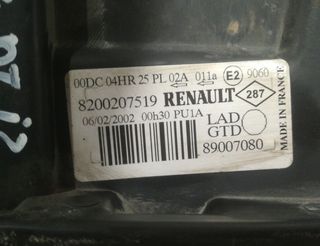 00DC 04HR 25 PL 02A 011a E2 9060
8200207519 RENAULT 287
06/02/2002 00h30 PU1A
LAD
GTD
89007080
MADE IN FRANCE